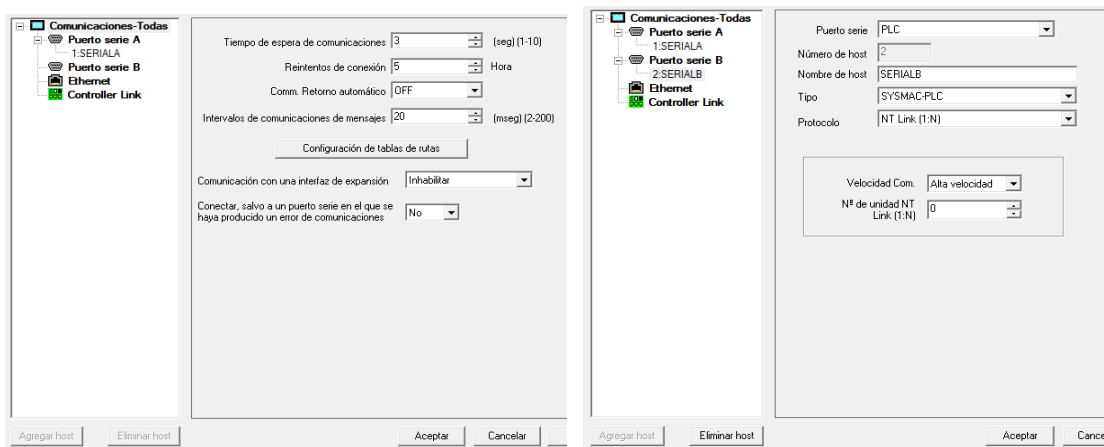 Comunicaciones-Todas
Puerto serie A
1:SERIALA
Puerto serie B
Ethernet
Controller Link
Tiempo de espera de comunicaciones 3 (seg) (1-10)
Reintentos de conexión 5 Hora
Comm. Retorno automático OFF
Intervalos de comunicaciones de mensajes 20 (mseg) (2-200)
Configuración de tablas de rutas
Comunicación con una interfaz de expansión Inhabilitar
Conectar, salvo a un puerto serie en el que se
haya producido un error de comunicaciones No
Agregar host Eliminar host Aceptar Cancelar
Comunicaciones-Todas
Puerto serie A
1:SERIALA
Puerto serie B
2:SERIALB
Ethernet
Controller Link
Puerto serie PLC
Número de host 2
Nombre de host SERIALB
Tipo SYSMAC-PLC
Protocolo NT Link (1:N)
Velocidad Com. Alta velocidad
Nº de unidad NT
Link (1:N) 0
Agregar host Eliminar host Aceptar Cance